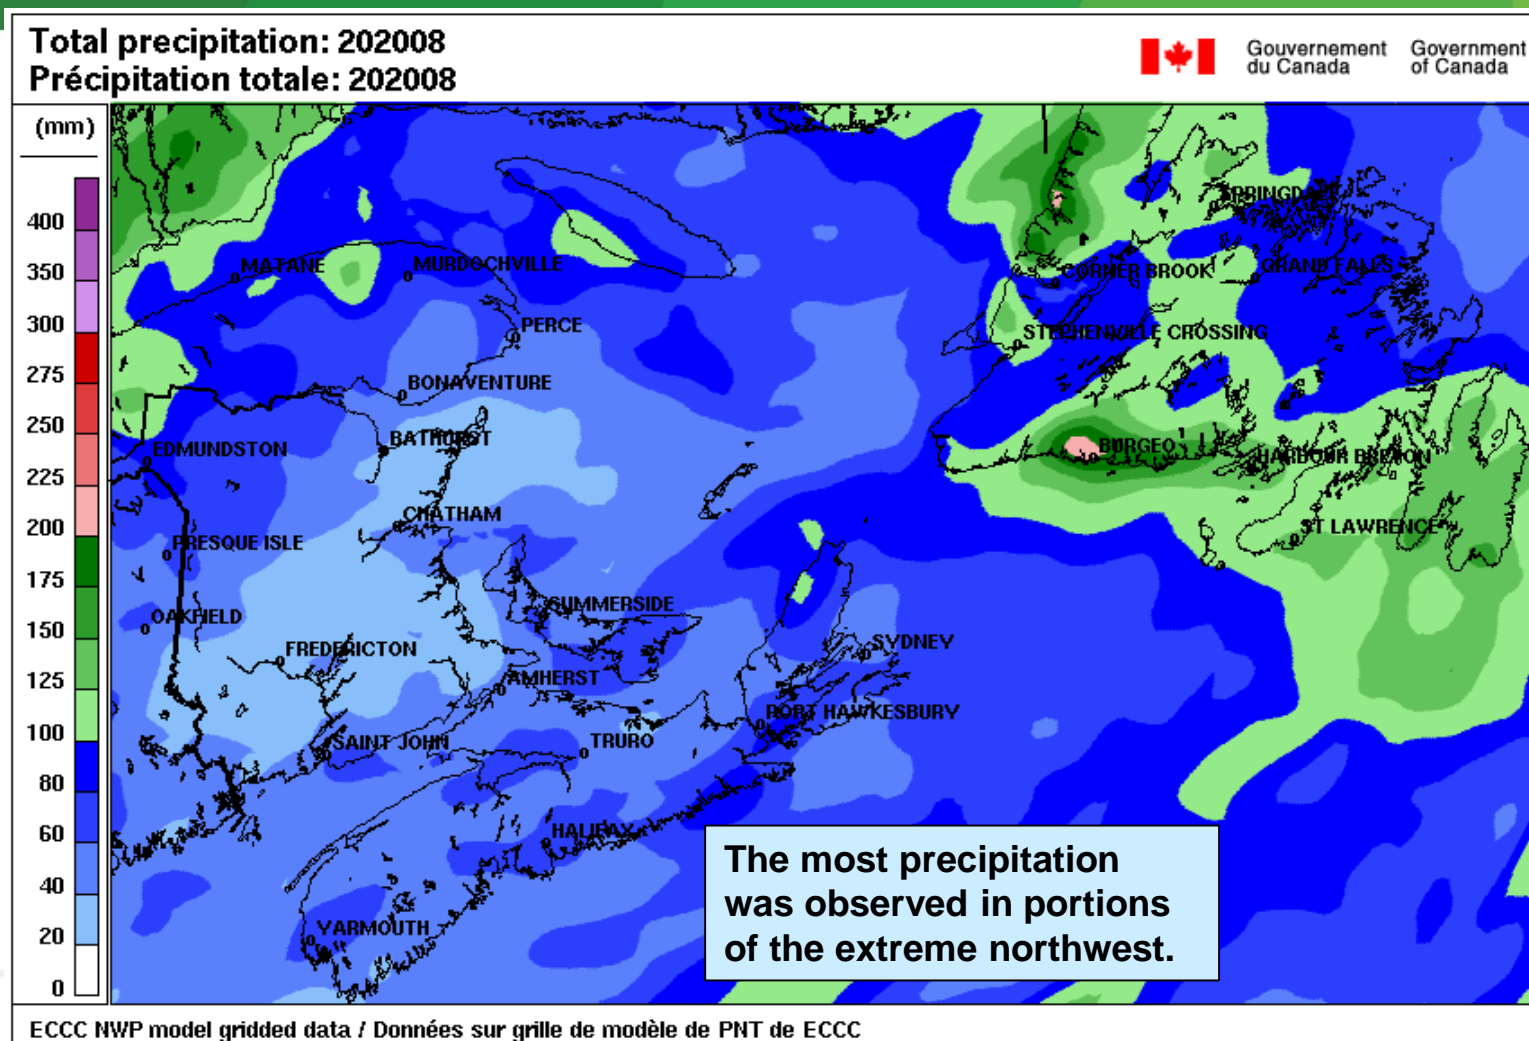 Total precipitation: 202008
Précipitation totale: 202008
Gouvernement du Canada
Government of Canada
(mm)
400
350
300
275
250
225
200
175
150
125
100
80
60
40
20
0
MATANE
MURDOCHVILLE
PERCE
BONAVENTURE
BATHURST
EDMUNDSTON
CHATHAM
PRESQUE ISLE
OAKFIELD
SUMMERSIDE
FREDERICTON
SYDNEY
AMHERST
PORT HAWKESBURY
SAINT JOHN
TRURO
HALIFAX
YARMOUTH
SPRINGDALE
CORNER BROOK
GRAND FALLS
STEPHENVILLE CROSSING
BURGEO
HARBOUR BRETON
ST LAWRENCE
The most precipitation
was observed in portions
of the extreme northwest.
ECCC NWP model gridded data / Données sur grille de modèle de PNT de ECCC